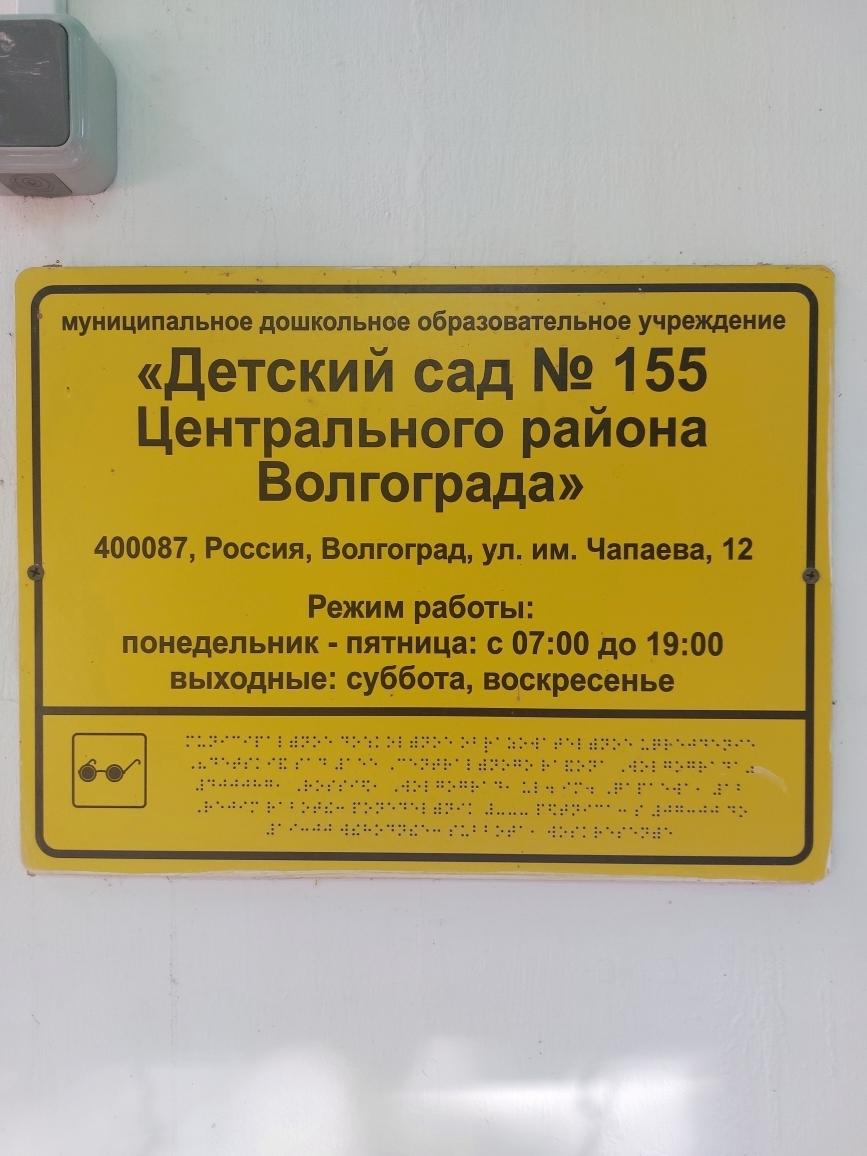 муниципальное дошкольное образовательное учреждение
«Детский сад № 155
Центрального района
Волгограда»
400087, Россия, Волгоград, ул. им. Чапаева, 12
Режим работы:
понедельник - пятница: с 07:00 до 19:00
выходные: суббота, воскресенье